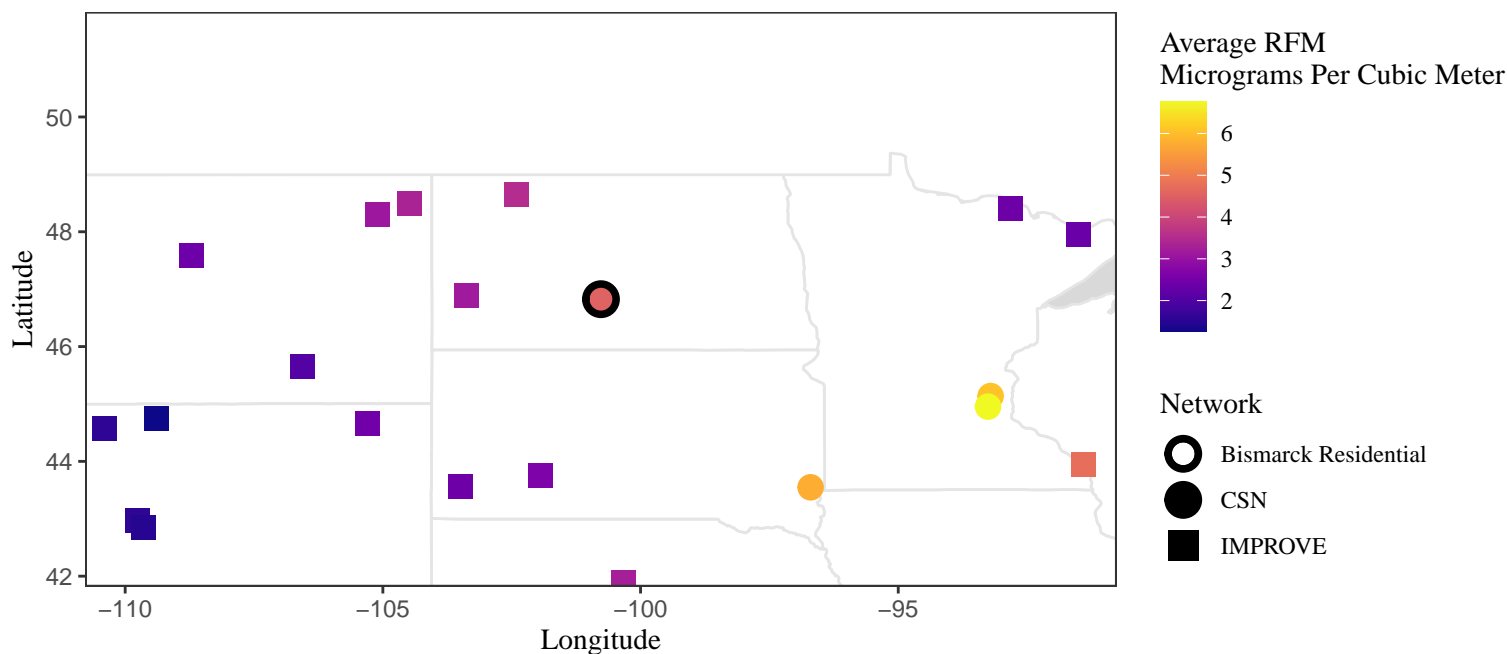 Average RFM
Micrograms Per Cubic Meter
6
5
4
3
2
Network
Bismarck Residential
CSN
IMPROVE
Latitude
50
48
46
44
42
−110
−105
−100
−95
Longitude